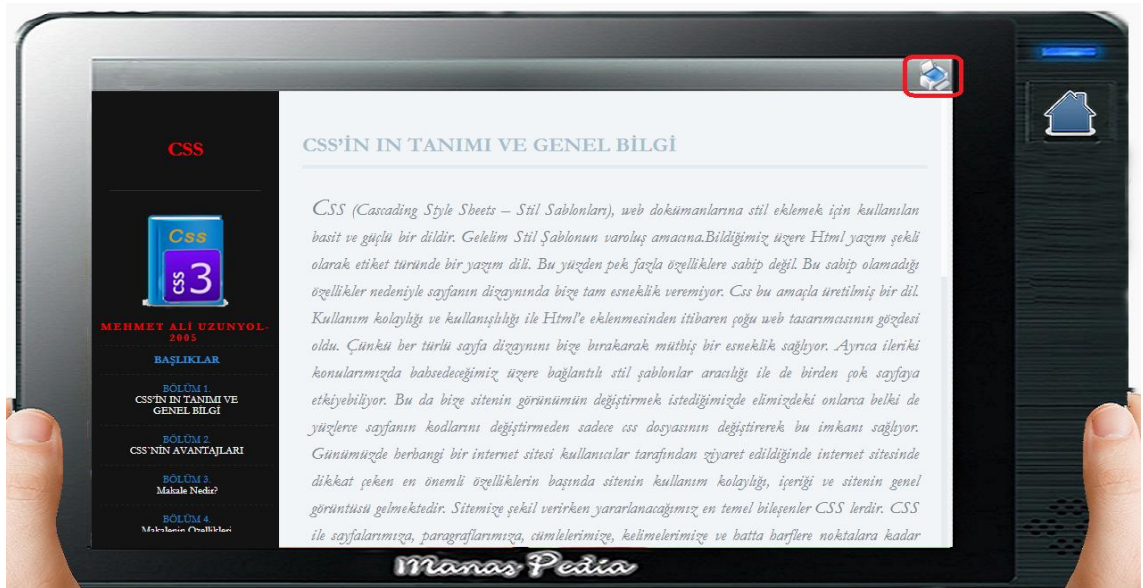 CSS
Css
CSS 3
MEHMET ALİ UZUNYOL-
2005
BAŞLIKLAR
BÖLÜM 1.
CSS'İN IN TANIMI VE
GENEL BİLGİ
BÖLÜM 2.
CSS'NİN AVANTAJLARI
BÖLÜM 3.
Makale Nedir?
BÖLÜM 4.
Makalenin Ozellikleri
CSS'İN IN TANIMI VE GENEL BİLGİ
CSS (Cascading Style Sheets – Stil Sablonları), web dokümanlarına stil eklemek için kullanılan
basit ve güçlü bir dildir. Gelelim Stil Şablonun varoluş amacına.Bildiğimiz üzere Html yazım şekli
olarak etiket türünde bir yazım dili. Bu yüzden pek fazla özelliklere sahip değil. Bu sahip olamadığı
özellikler nedeniyle sayfanın dizaynında bize tam esneklik veremiyor. Css bu amaçla üretilmiş bir dil.
Kullanım kolaylığı ve kullanışlılığı ile Html'e eklenmesinden itibaren çoğu web tasarımcısının gözdesi
oldu. Çünkü her türlü sayfa dizaynını bize bırakarak müthiş bir esneklik sağlıyor. Ayrıca ileriki
konularımızda bahsedeceğimiz üzere bağlantılı stil şablonlar aracılığı ile de birden çok sayfaya
etkiyebiliyor. Bu da bize sitenin görünümün değiştirmek istediğimizde elimizdeki onlarca belki de
yüzlerce sayfanın kodlarını değiştirmeden sadece css dosyasının değiştirerek bu imkanı sağlıyor.
Günümüzde herhangi bir internet sitesi kullanıcılar tarafından ziyaret edildiğinde internet sitesinde
dikkat çeken en önemli özelliklerin başında sitenin kullanım kolaylığı, içeriği ve sitenin genel
görüntüsü gelmektedir. Sitemize şekil verirken yararlanacağımız en temel bileşenler CSS lerdir. CSS
ile sayfalarımıza, paragraflarımıza, cümlelerimize, kelimelerimize ve hatta harflere noktalara kadar
Manas Pedia